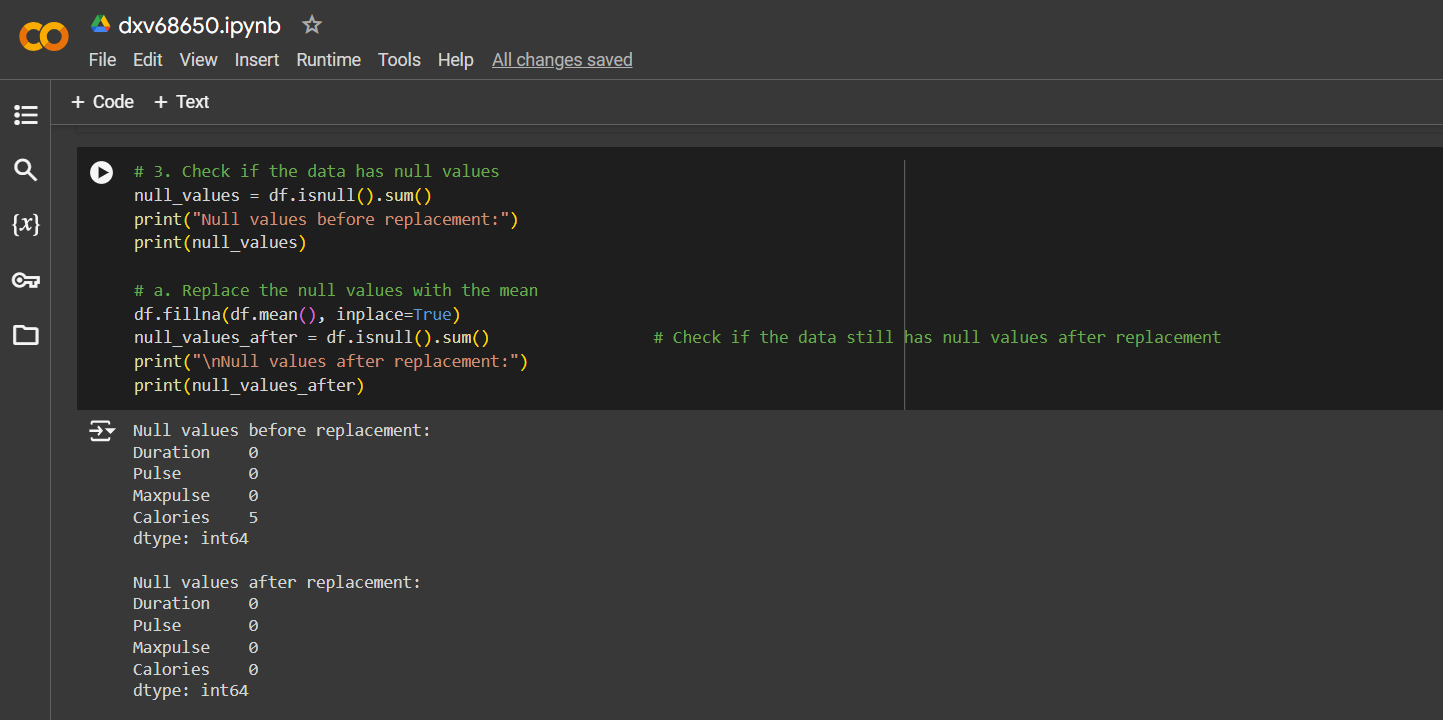 dxv68650.ipynb
File Edit View Insert Runtime Tools Help All changes saved
+ Code + Text
{x}
# 3. Check if the data has null values
null_values = df.isnull().sum()
print("Null values before replacement:")
print(null_values)
# a. Replace the null values with the mean
df.fillna(df.mean(), inplace=True)
null_values_after = df.isnull().sum() # Check if the data still has null values after replacement
print("\nNull values after replacement:")
print(null_values_after)
Null values before replacement:
Duration 0
Pulse 0
Maxpulse 0
Calories 5
dtype: int64
Null values after replacement:
Duration 0
Pulse 0
Maxpulse 0
Calories 0
dtype: int64